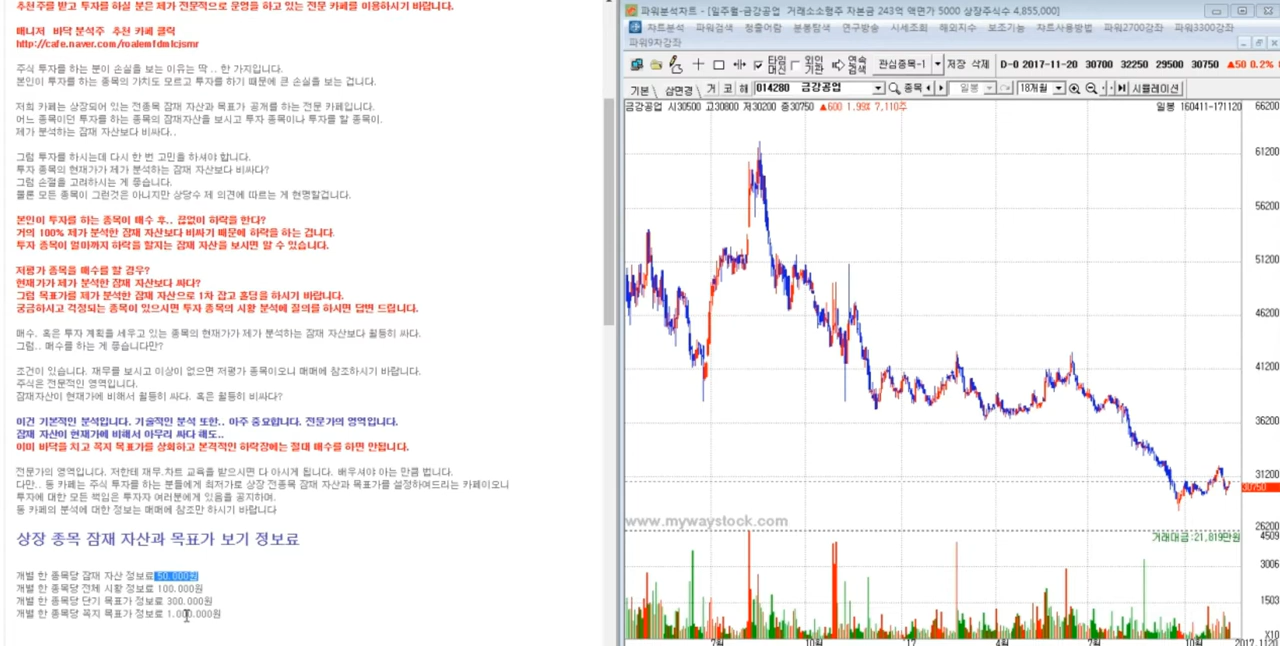 추천주를 받고 투자를 하실 분은 제가 전문적으로 운영을 하고 있는 전문 카페를 이용하시기 바랍니다.
매니저 바닥 분석주 추천 카페 클릭
http://cafe.naver.com/roalemfdmlcjsmr
주식 투자를 하는 분이 손실을 보는 이유는 딱 .. 한 가지입니다.
본인이 투자를 하는 종목의 가치도 모르고 투자를 하기 때문에 큰 손실을 보는 겁니다.
저희 카페는 상장되어 있는 전종목 잠재 자산과 목표가 공개를 하는 전문 카페입니다.
어느 종목이던 투자를 하는 종목의 잠재자산을 보시고 투자 종목이나 투자를 할 종목이.
제가 분석하는 잠재 자산보다 비싸다..
그럼 투자를 하시는데 다시 한 번 고민을 하셔야 합니다.
투자 종목의 현재가가 제가 분석하는 잠재 자산보다 비싸다?
그럼 손절을 고려하시는 게 좋습니다.
물론 모든 종목이 그런것은 아니지만 상당수 제 의견에 따르는 게 현명할겁니다.
본인이 투자를 하는 종목이 매수 후.. 끝없이 하락을 한다?
거의 100% 제가 분석한 잠재 자산보다 비싸기 때문에 하락을 하는 겁니다.
투자 종목이 얼마까지 하락을 할지는 잠재 자산을 보시면 알 수 있습니다.
저평가 종목을 매수를 할 경우?
현재가가 제가 분석한 잠재 자산보다 싸다?
그럼 목표가를 제가 분석한 잠재 자산으로 1차 잡고 홀딩을 하시기 바랍니다.
궁금하시고 걱정되는 종목이 있으시면 투자 종목의 시황 분석에 질의를 하시면 답변 드립니다.
매수. 혹은 투자 계획을 세우고 있는 종목의 현재가가 제가 분석하는 잠재 자산보다 월등히 싸다.
그럼.. 매수를 하는 게 좋습니다만?
조건이 있습니다. 재무를 보시고 이상이 없으면 저평가 종목이오니 매매에 참조하시기 바랍니다.
주식은 전문적인 영역입니다.
잠재자산이 현재가에 비해서 월등히 싸다. 혹은 월등히 비싸다?
이건 기본적인 분석입니다. 기술적인 분석 또한.. 아주 중요합니다. 전문가의 영역입니다.
잠재 자산이 현재가에 비해서 아무리 싸다 해도..
이미 바닥을 치고 꼭지 목표가를 상회하고 본격적인 하락장에는 절대 매수를 하면 안됩니다.
전문가의 영역입니다. 저한테 재무.차트 교육을 받으시면 다 아시게 됩니다. 배우셔야 아는 만큼 법니다.
다만.. 동 카페는 주식 투자를 하는 분들에게 최저가로 상장 전종목 잠재 자산과 목표가를 설정하여드리는 카페이오니
투자에 대한 모든 책임은 투자자 여러분에게 있음을 공지하며.
동 카페의 분석에 대한 정보는 매매에 참조만 하시기 바랍니다
상장 종목 잠재 자산과 목표가 보기 정보료
개별 한 종목당 잠재 자산 정보료 50.000원
개별 한 종목당 전체 시황 정보료 100.000원
개별 한 종목당 단기 목표가 정보료 300.000원
개별 한 종목당 꼭지 목표가 정보료 1.000.000원
파워분석차트 - [일주월-금강공업 거래소소형주 자본금 243억 액면가 5000 상장주식수 4,855,000]
차트분석 파워검색 정출어람 분봉탐색 연구방송 시세조회 해외지수 보조기능 차트사용방법 파워2700강좌 파워3300강좌
파워9차강좌
타임머신 외인기관 연속검색 관심종목-1 저장 삭제 D-0 2017-11-20 30700 32250 29500 30750 ▲50 0.2%
기본 삼면경 거 코 해 014280 금강공업 종목 일봉 18개월 시뮬레이션
금강공업 시30500 고30800 저30200 종30750 ▲600 1.99% 7,110주 일봉 160411-171120
66200
61200
56200
51200
46200
41200
36200
31200
30750
26200
www.mywaystock.com
거래대금:21,819만원
4509
3006
1503
X10
7월 10월 17 4월 7월 10월 2017.1120